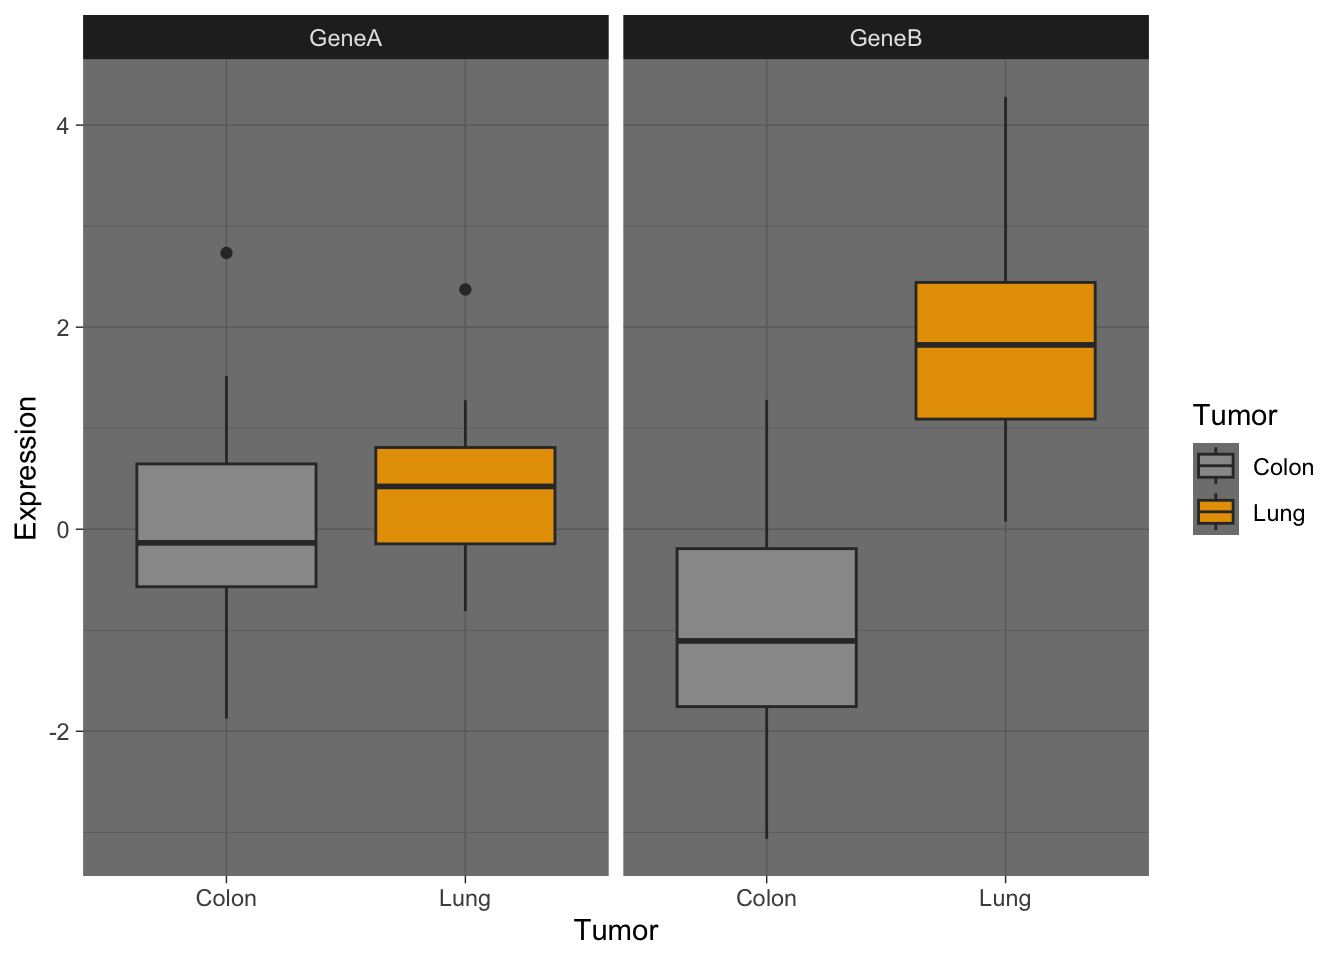 GeneA
GeneB
4
2
0
-2
Expression
Colon
Lung
Colon
Lung
Tumor
Tumor
Colon
Lung